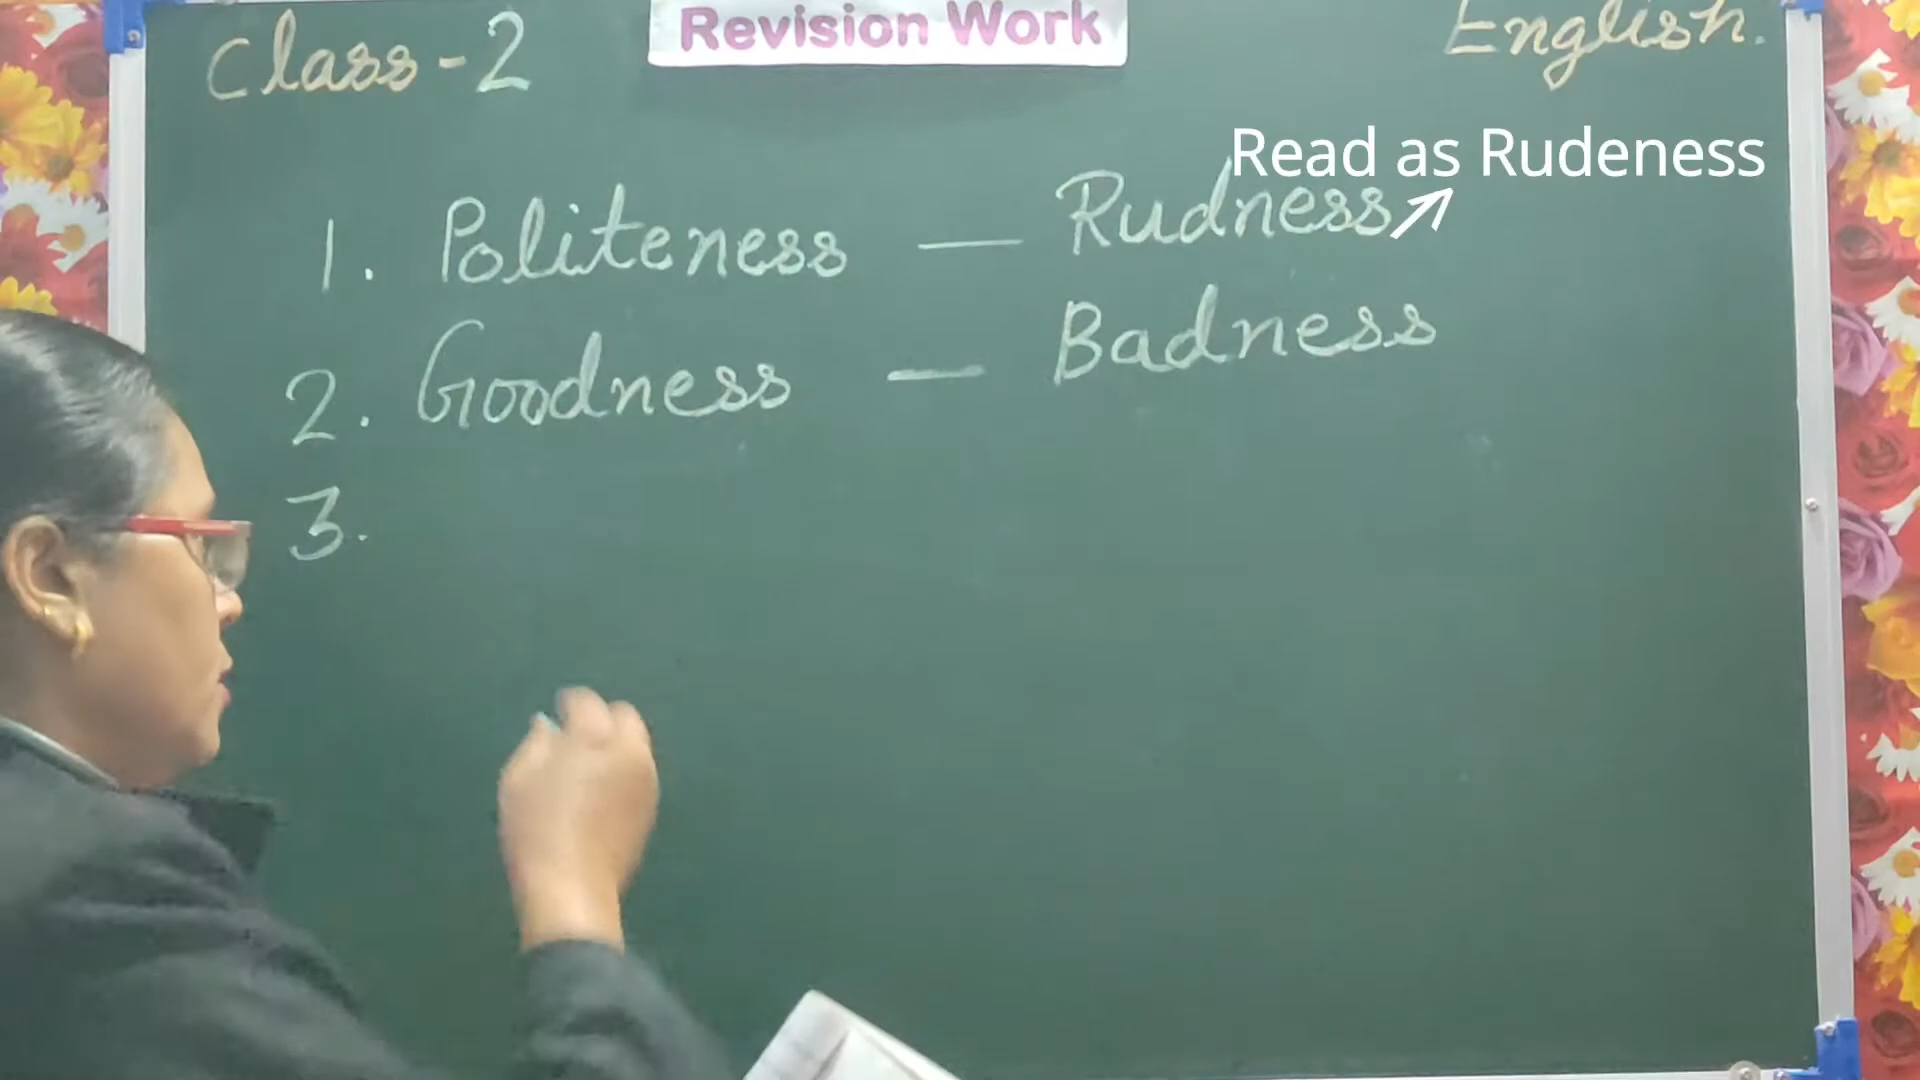 Class-2 Revision Work English.
Read as Rudeness
1. Politeness — Rudness
2. Goodness — Badness
3.